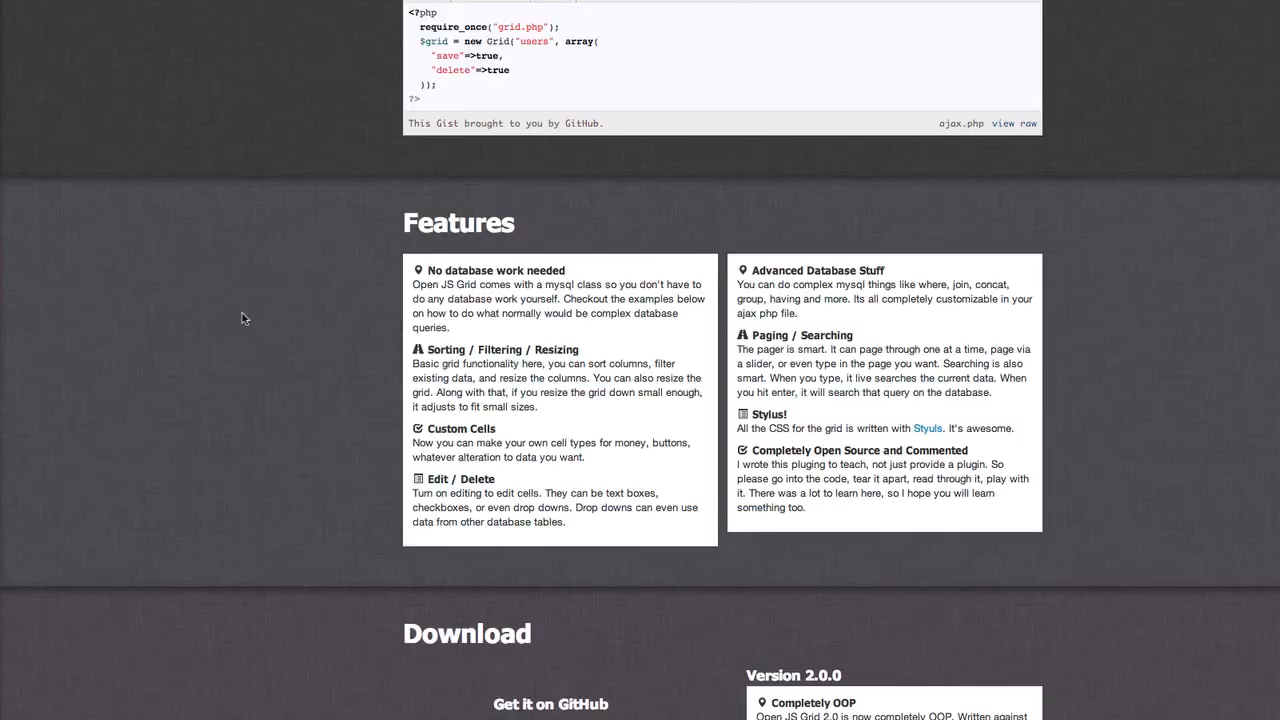 <?php
require_once("grid.php");
$grid = new Grid("users", array(
"save"=>true,
"delete"=>true
));
?>
This Gist brought to you by GitHub.
ajax.php view raw
Features
No database work needed
Open JS Grid comes with a mysql class so you don't have to
do any database work yourself. Checkout the examples below
on how to do what normally would be complex database
queries.
Sorting / Filtering / Resizing
Basic grid functionality here, you can sort columns, filter
existing data, and resize the columns. You can also resize the
grid. Along with that, if you resize the grid down small enough,
it adjusts to fit small sizes.
Custom Cells
Now you can make your own cell types for money, buttons,
whatever alteration to data you want.
Edit / Delete
Turn on editing to edit cells. They can be text boxes,
checkboxes, or even drop downs. Drop downs can even use
data from other database tables.
Advanced Database Stuff
You can do complex mysql things like where, join, concat,
group, having and more. Its all completely customizable in your
ajax php file.
Paging / Searching
The pager is smart. It can page through one at a time, page via
a slider, or even type in the page you want. Searching is also
smart. When you type, it live searches the current data. When
you hit enter, it will search that query on the database.
Stylus!
All the CSS for the grid is written with Styuls. It's awesome.
Completely Open Source and Commented
I wrote this pluging to teach, not just provide a plugin. So
please go into the code, tear it apart, read through it, play with
it. There was a lot to learn here, so I hope you will learn
something too.
Download
Get it on GitHub
Version 2.0.0
Completely OOP
Open JS Grid 2.0 is now completely OOP. Written against